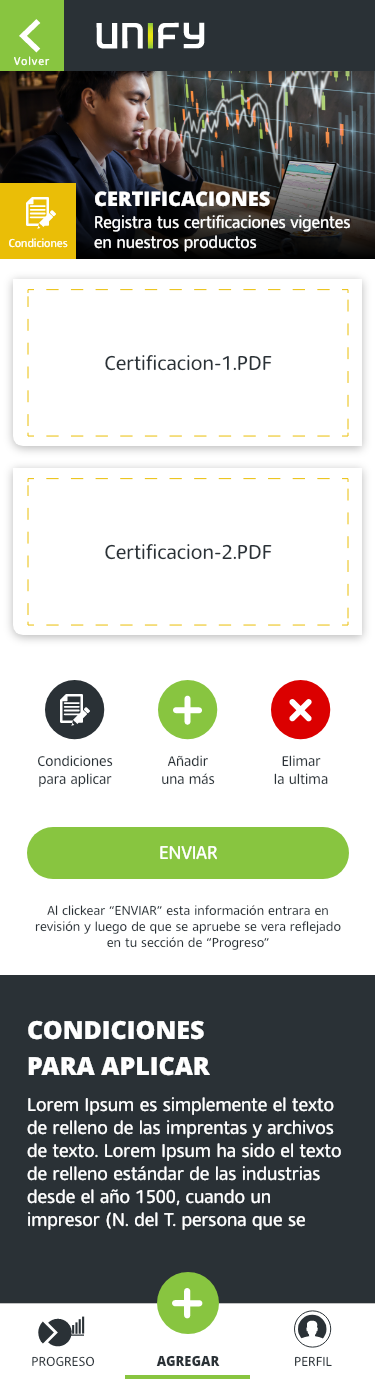 Volver
UNIFY
CERTIFICACIONES
Registra tus certificaciones vigentes
en nuestros productos
Condiciones
Certificacion-1.PDF
Certificacion-2.PDF
Condiciones
para aplicar
Añadir
una más
Elimar
la ultima
ENVIAR
Al clickear “ENVIAR” esta información entrara en
revisión y luego de que se apruebe se vera reflejado
en tu sección de “Progreso”
CONDICIONES
PARA APLICAR
Lorem Ipsum es simplemente el texto
de relleno de las imprentas y archivos
de texto. Lorem Ipsum ha sido el texto
de relleno estándar de las industrias
desde el año 1500, cuando un
impresor (N. del T. persona que se
PROGRESO
AGREGAR
PERFIL